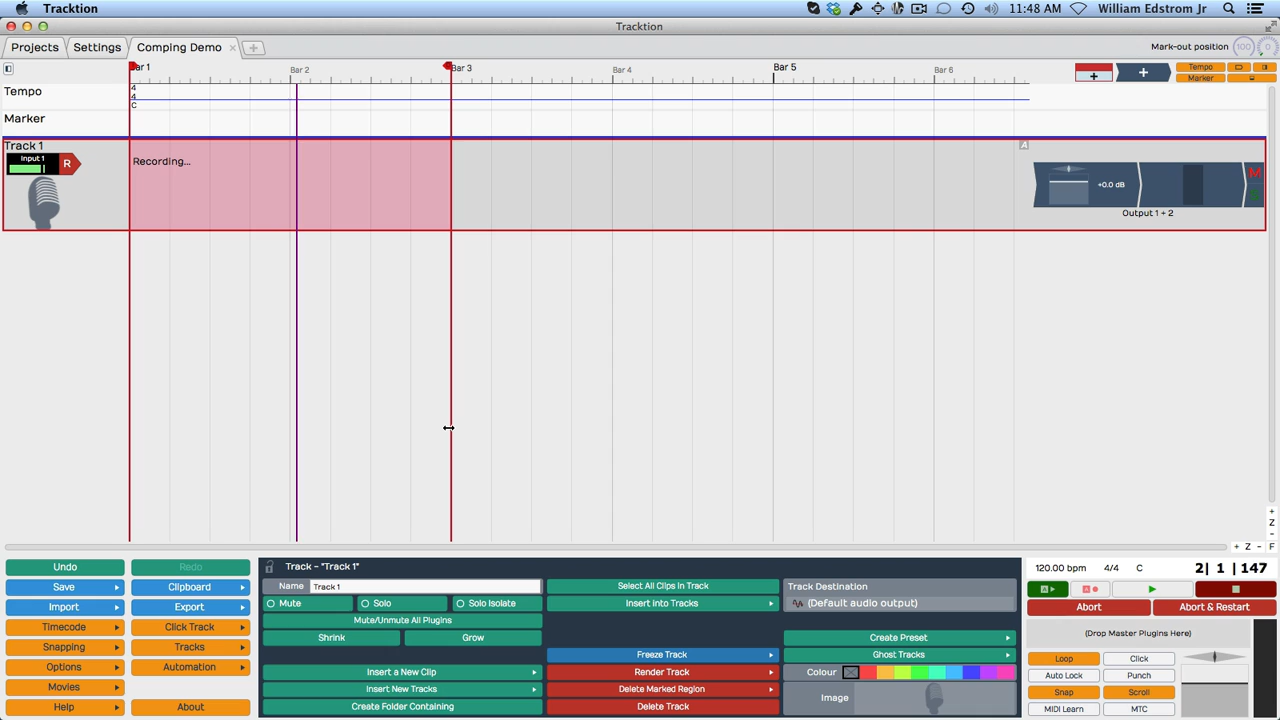 Tracktion
11:48 AM
William Edstrom Jr
Tracktion
Projects
Settings
Comping Demo
Mark-out position
100
0
Bar 1
Bar 2
Bar 3
Bar 4
Bar 5
Bar 6
Tempo
Marker
Tempo
4
4
C
Marker
Track 1
Input 1
R
Recording...
A
+0.0 dB
M
Output 1 + 2
+
Z
-
+ Z - F
Undo
Redo
Save
Clipboard
Import
Export
Timecode
Click Track
Snapping
Tracks
Options
Automation
Movies
Help
About
Track - "Track 1"
Name
Track 1
Mute
Solo
Solo Isolate
Mute/Unmute All Plugins
Shrink
Grow
Insert a New Clip
Insert New Tracks
Create Folder Containing
Select All Clips In Track
Insert Into Tracks
Freeze Track
Render Track
Delete Marked Region
Delete Track
Track Destination
(Default audio output)
Create Preset
Ghost Tracks
Colour
Image
120.00 bpm
4/4
C
2| 1 | 147
A
A
Abort
Abort & Restart
(Drop Master Plugins Here)
Loop
Click
Auto Lock
Punch
Snap
Scroll
MIDI Learn
MTC